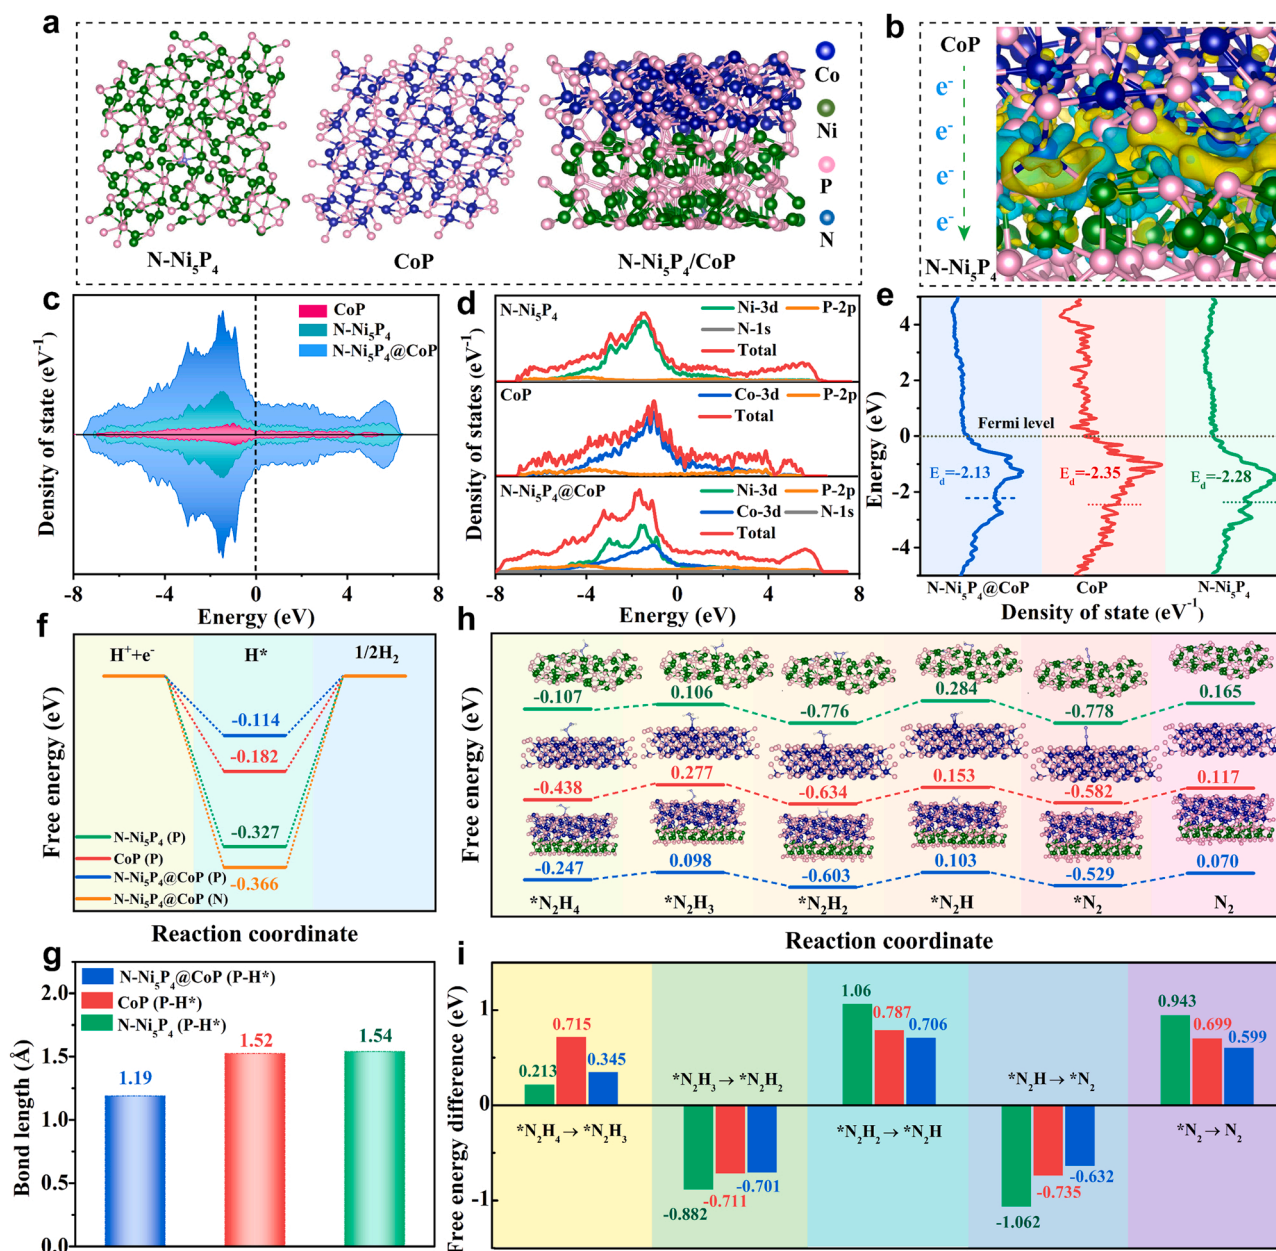 a
Co
Ni
P
N
N-Ni₅P₄
CoP
N-Ni₅P₄/CoP
b
CoP
e⁻
e⁻
e⁻
e⁻
N-Ni₅P₄
c
CoP
N-Ni₅P₄
N-Ni₅P₄@CoP
Density of state (eV⁻¹)
-8 -4 0 4 8
Energy (eV)
d
N-Ni₅P₄
Ni-3d P-2p
N-1s
Total
CoP
Co-3d P-2p
Total
N-Ni₅P₄@CoP
Ni-3d P-2p
Co-3d N-1s
Total
Density of states (eV⁻¹)
-8 -4 0 4 8
Energy (eV)
e
4
2
0
-2
-4
Energy (eV)
Fermi level
E_d=-2.13
E_d=-2.35
E_d=-2.28
N-Ni₅P₄@CoP CoP N-Ni₅P₄
Density of state (eV⁻¹)
f
H⁺+e⁻ H* 1/2H₂
-0.114
-0.182
-0.327
-0.366
N-Ni₅P₄ (P)
CoP (P)
N-Ni₅P₄@CoP (P)
N-Ni₅P₄@CoP (N)
Free energy (eV)
Reaction coordinate
g
N-Ni₅P₄@CoP (P-H*)
CoP (P-H*)
N-Ni₅P₄ (P-H*)
2.0
1.5
1.0
0.5
0.0
Bond length (Å)
1.19 1.52 1.54
h
Free energy (eV)
-0.107 0.106 -0.776 0.284 -0.778 0.165
-0.438 0.277 -0.634 0.153 -0.582 0.117
-0.247 0.098 -0.603 0.103 -0.529 0.070
*N₂H₄ *N₂H₃ *N₂H₂ *N₂H *N₂ N₂
Reaction coordinate
i
Free energy difference (eV)
1
0
-1
0.213 0.715 0.345
*N₂H₄→*N₂H₃
*N₂H₃→*N₂H₂
-0.882 -0.711 -0.701
1.06 0.787 0.706
*N₂H₂→*N₂H
*N₂H→*N₂
-1.062 -0.735 -0.632
0.943 0.699 0.599
*N₂→N₂